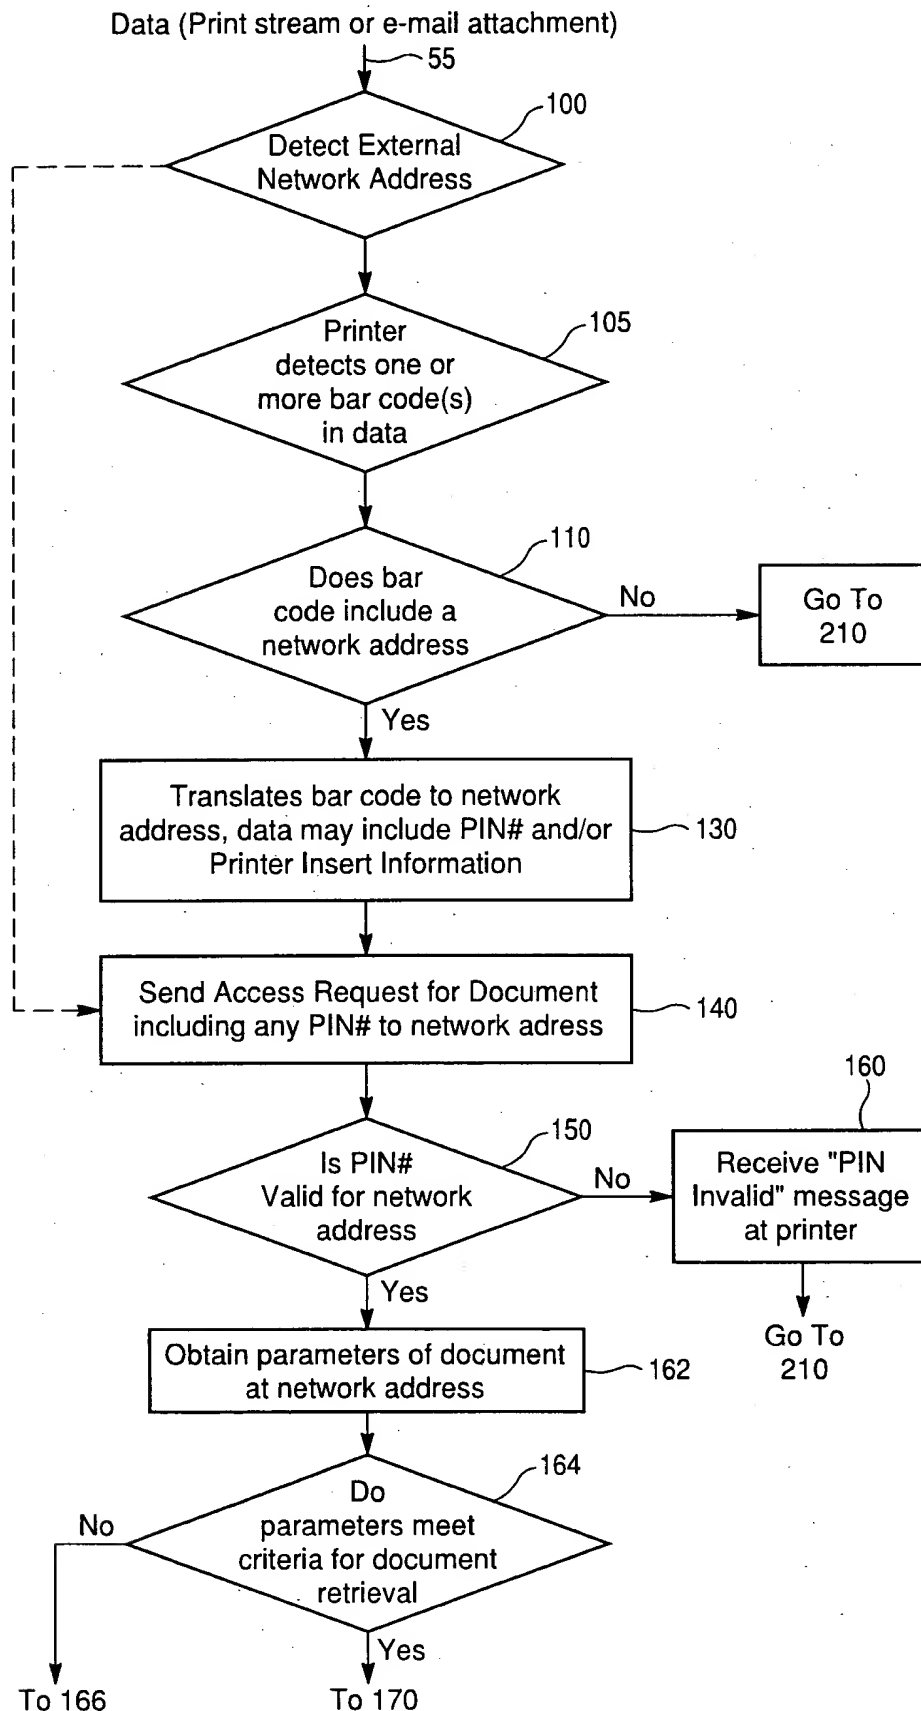 Data (Print stream or e-mail attachment)
55
100
Detect External
Network Address
105
Printer
detects one or
more bar code(s)
in data
110
Does bar
code include a
network address
No
Go To
210
Yes
Translates bar code to network
address, data may include PIN# and/or
Printer Insert Information
130
Send Access Request for Document
including any PIN# to network adress
140
160
150
Is PIN#
Valid for network
address
No
Receive "PIN
Invalid" message
at printer
Yes
Go To
210
Obtain parameters of document
at network address
162
164
Do
parameters meet
criteria for document
retrieval
No
Yes
To 166
To 170